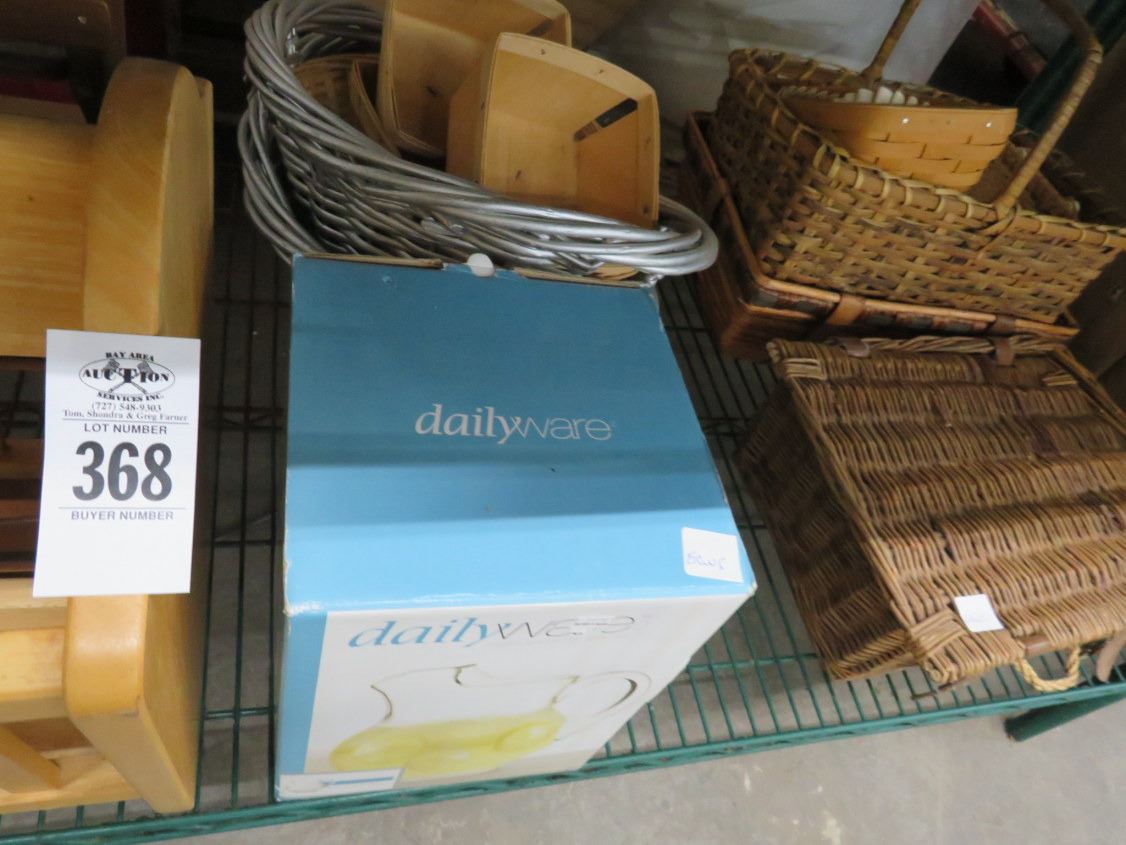 BAY AREA
AUCTION
SERVICES INC.
(727) 548-9303
Tom, Shondra & Greg Farner
LOT NUMBER
368
BUYER NUMBER
dailyware
dailyware